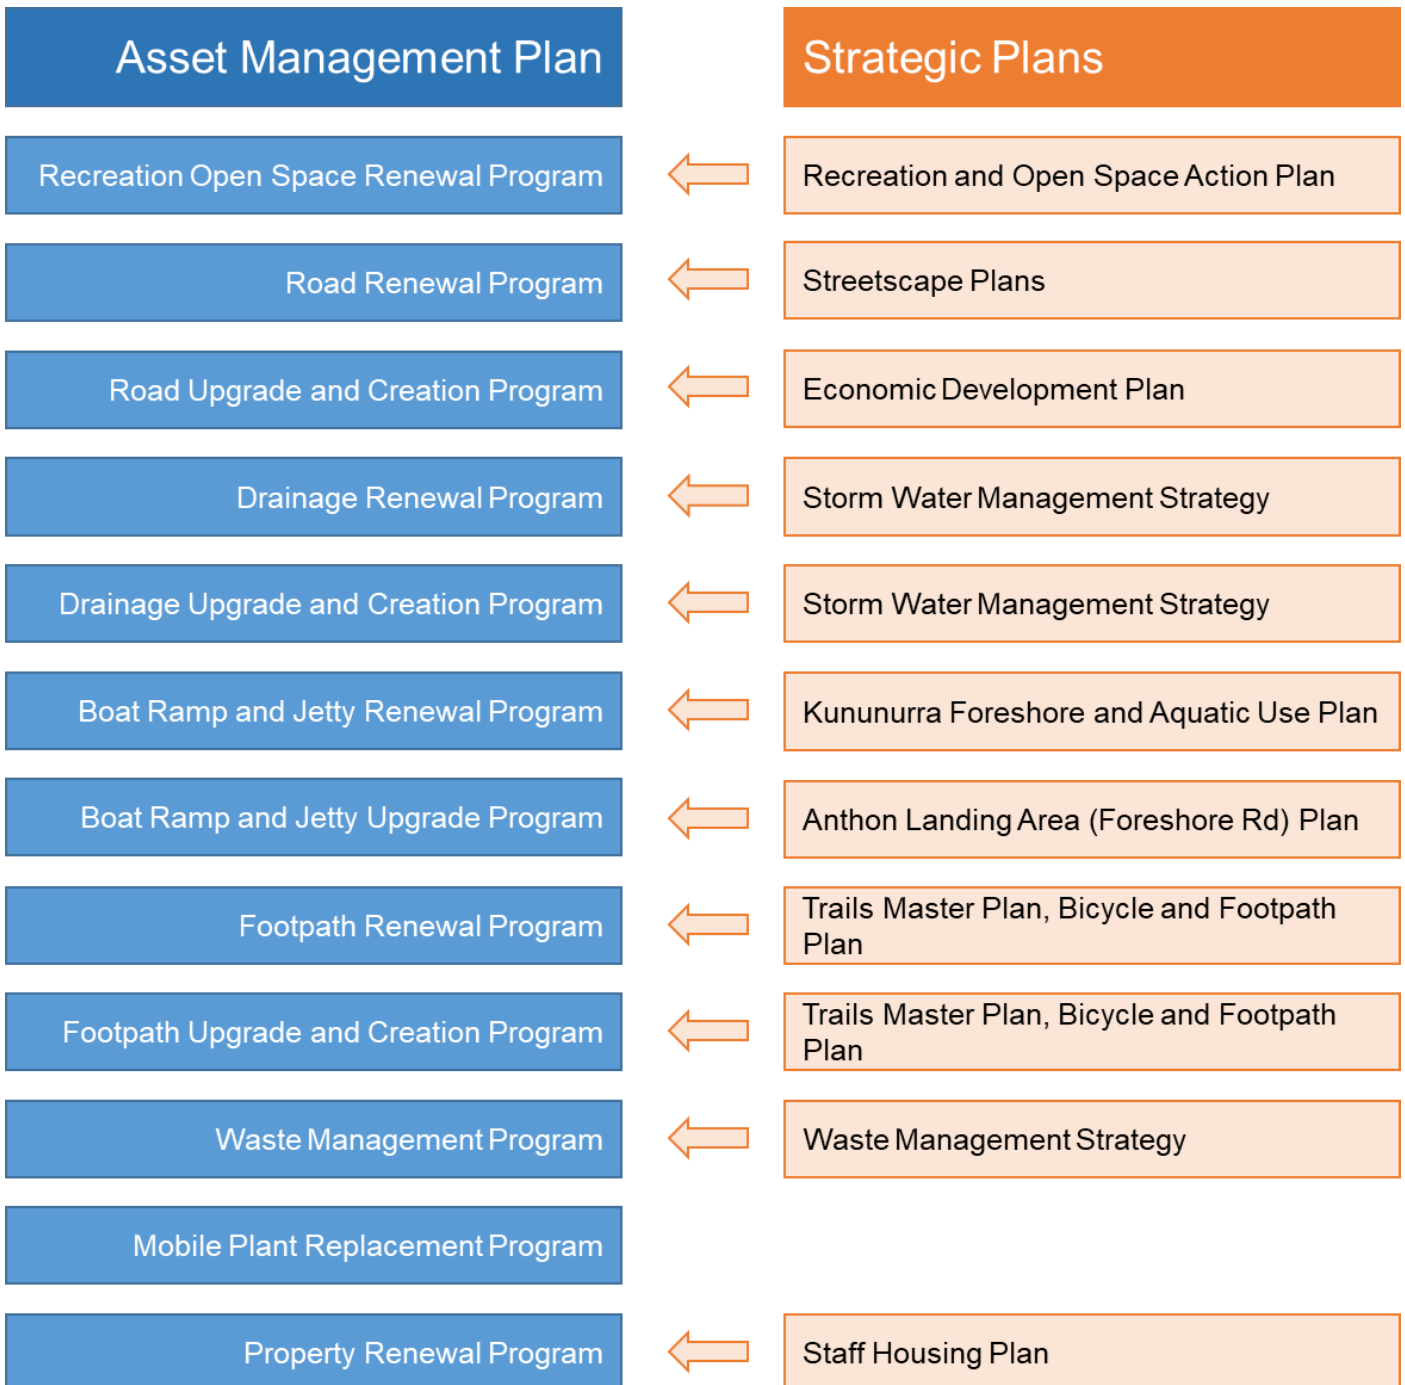 Asset Management Plan
Strategic Plans
Recreation Open Space Renewal Program
Recreation and Open Space Action Plan
Road Renewal Program
Streetscape Plans
Road Upgrade and Creation Program
Economic Development Plan
Drainage Renewal Program
Storm Water Management Strategy
Drainage Upgrade and Creation Program
Storm Water Management Strategy
Boat Ramp and Jetty Renewal Program
Kununurra Foreshore and Aquatic Use Plan
Boat Ramp and Jetty Upgrade Program
Anthon Landing Area (Foreshore Rd) Plan
Footpath Renewal Program
Trails Master Plan, Bicycle and Footpath
Plan
Footpath Upgrade and Creation Program
Trails Master Plan, Bicycle and Footpath
Plan
Waste Management Program
Waste Management Strategy
Mobile Plant Replacement Program
Property Renewal Program
Staff Housing Plan